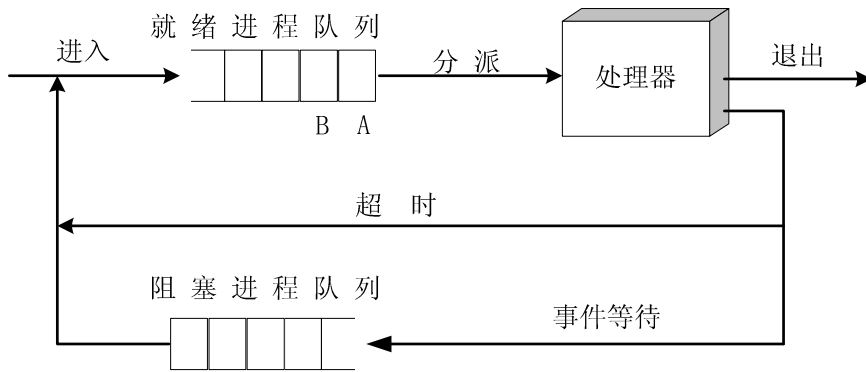 就绪进程队列
进入
分派
处理器
退出
B A
超 时
阻塞进程队列
事件等待